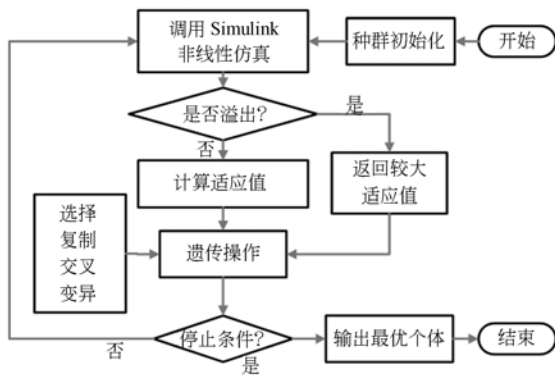 调用 Simulink
非线性仿真
种群初始化
开始
是否溢出?
是
否
计算适应值
返回较大
适应值
选择
复制
交叉
变异
遗传操作
停止条件?
否
是
输出最优个体
结束